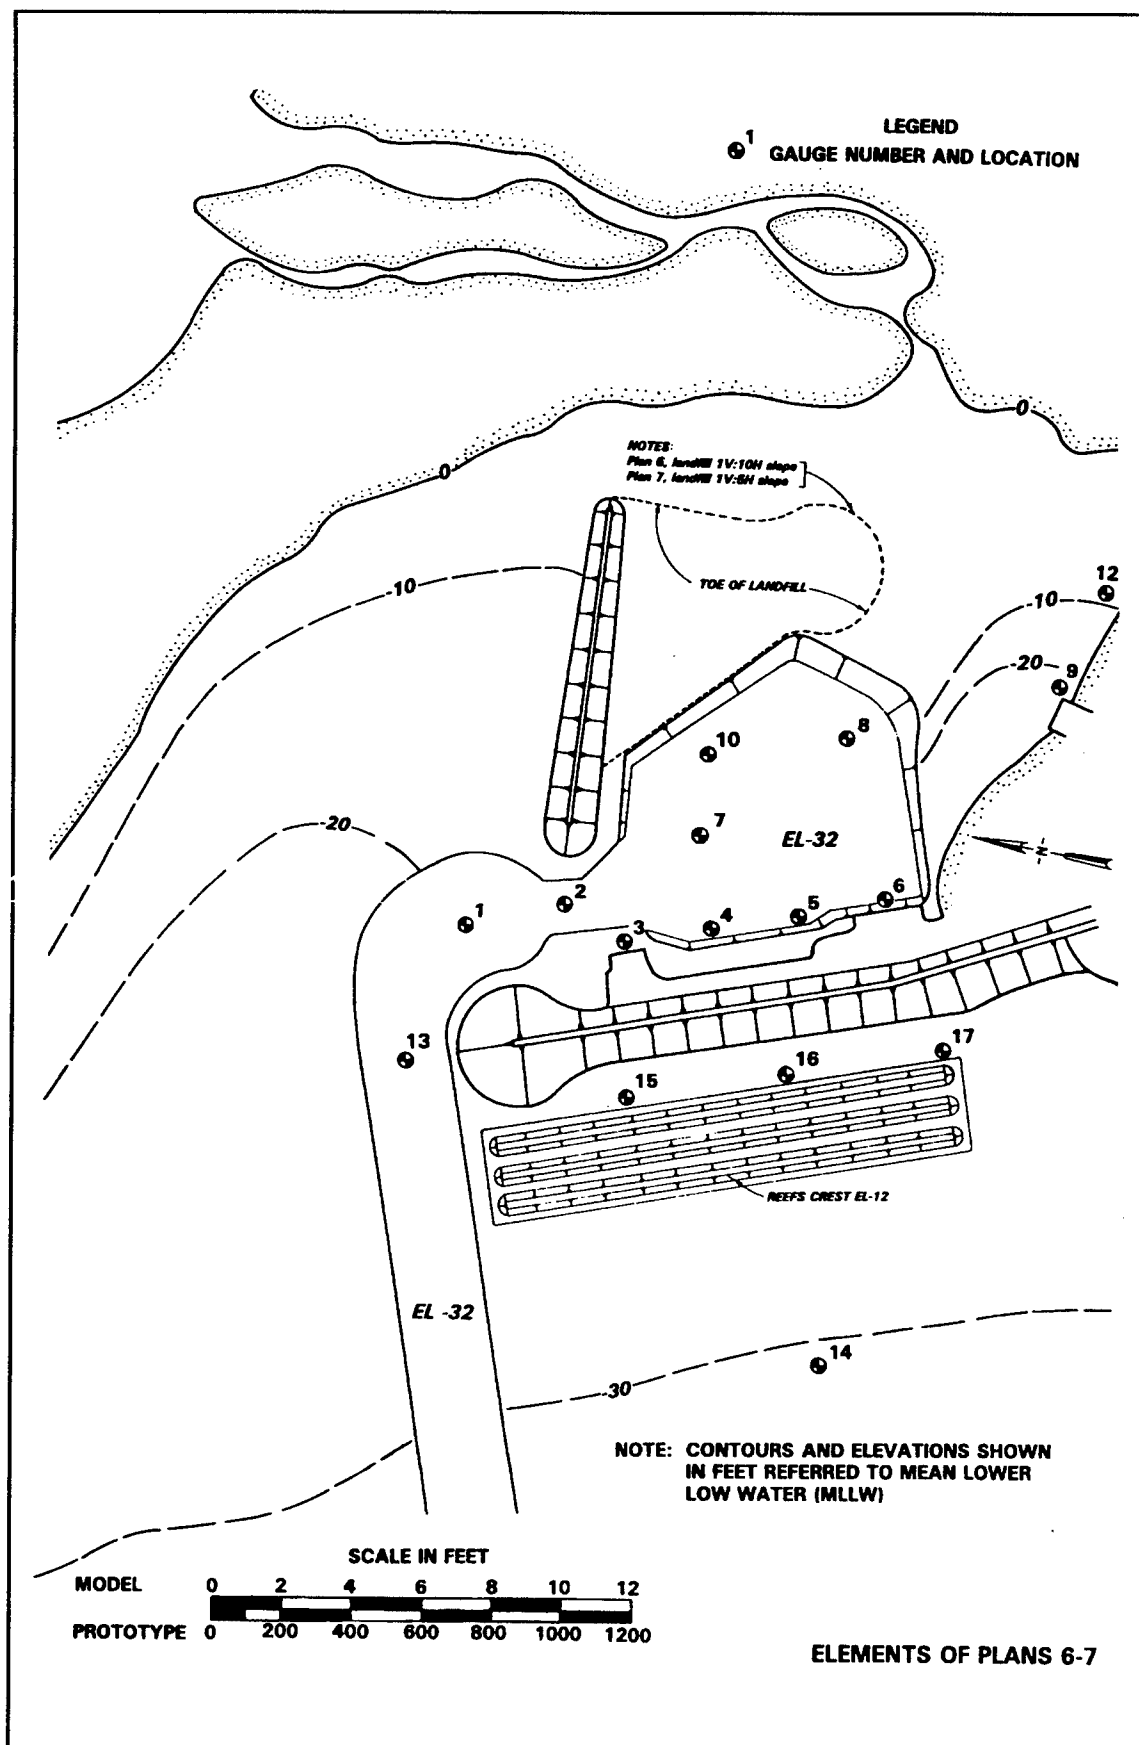 LEGEND
1
GAUGE NUMBER AND LOCATION
0
0
NOTES:
Plan 6, landfill 1V:10H slope
Plan 7, landfill 1V:5H slope
-10
TOE OF LANDFILL
12
-10
-20
9
10
8
-20
7
EL-32
N
2
6
1
5
4
3
13
17
16
15
REEFS CREST EL-12
EL -32
14
-30
NOTE: CONTOURS AND ELEVATIONS SHOWN
IN FEET REFERRED TO MEAN LOWER
LOW WATER (MLLW)
SCALE IN FEET
MODEL 0 2 4 6 8 10 12
PROTOTYPE 0 200 400 600 800 1000 1200
ELEMENTS OF PLANS 6-7